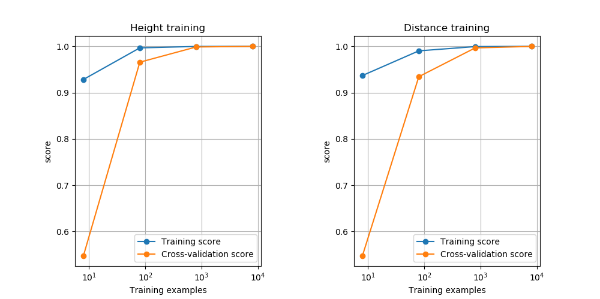 Height training
score
1.0
0.9
0.8
0.7
0.6
10¹
10²
10³
10⁴
Training examples
Training score
Cross-validation score
Distance training
score
1.0
0.9
0.8
0.7
0.6
10¹
10²
10³
10⁴
Training examples
Training score
Cross-validation score